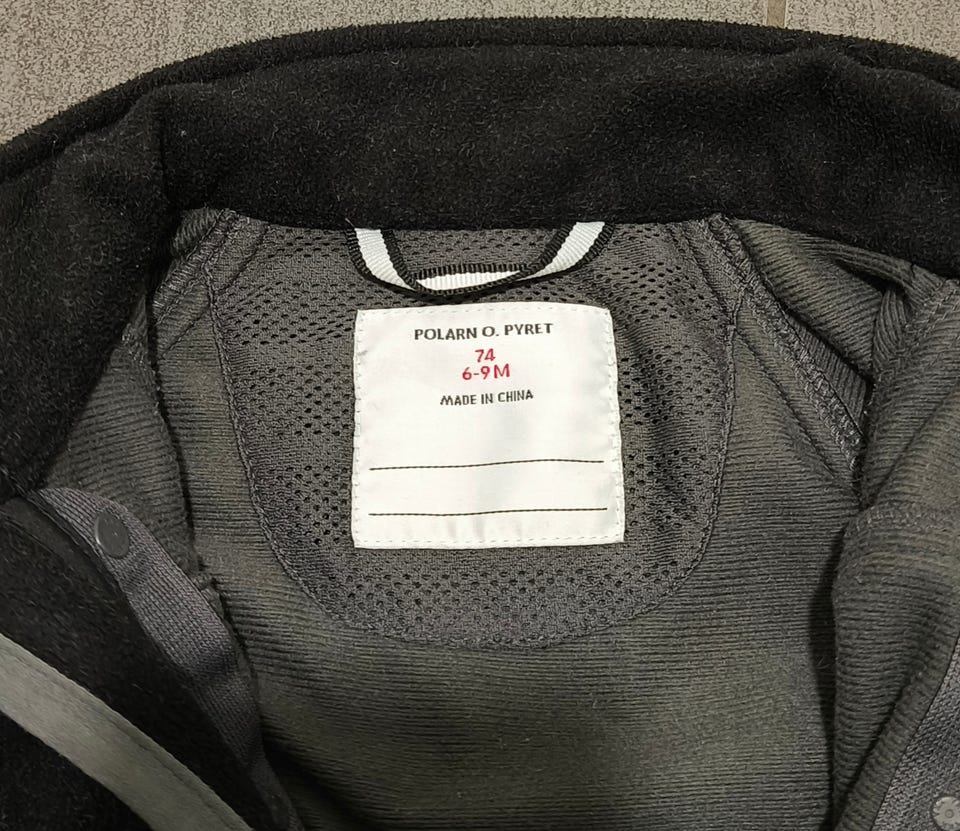 POLARN O. PYRET
74
6-9M
MADE IN CHINA